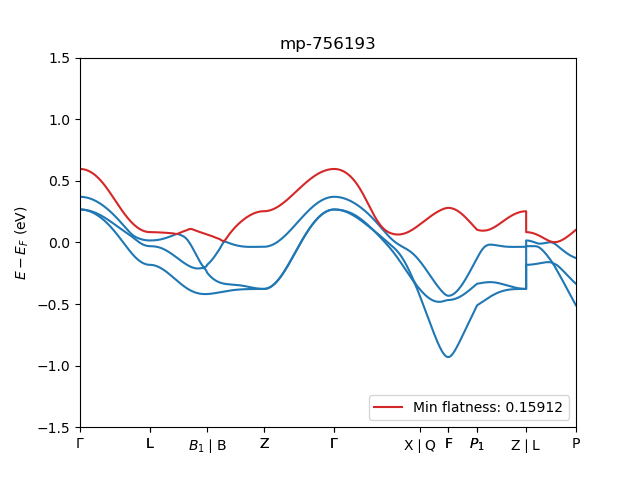 mp-756193
E − E_F (eV)
1.5
1.0
0.5
0.0
−0.5
−1.0
−1.5
Γ L B₁ | B Z Γ X | Q F P₁ Z | L P
Min flatness: 0.15912